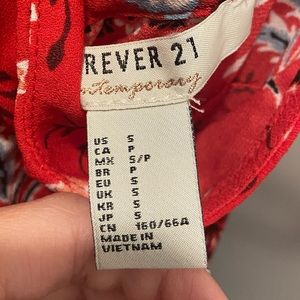 REVER 21
ntemporary
US S
CA P
MX S/P
BR P
EU S
UK S
KR S
JP S
CN 160/66A
MADE IN
VIETNAM